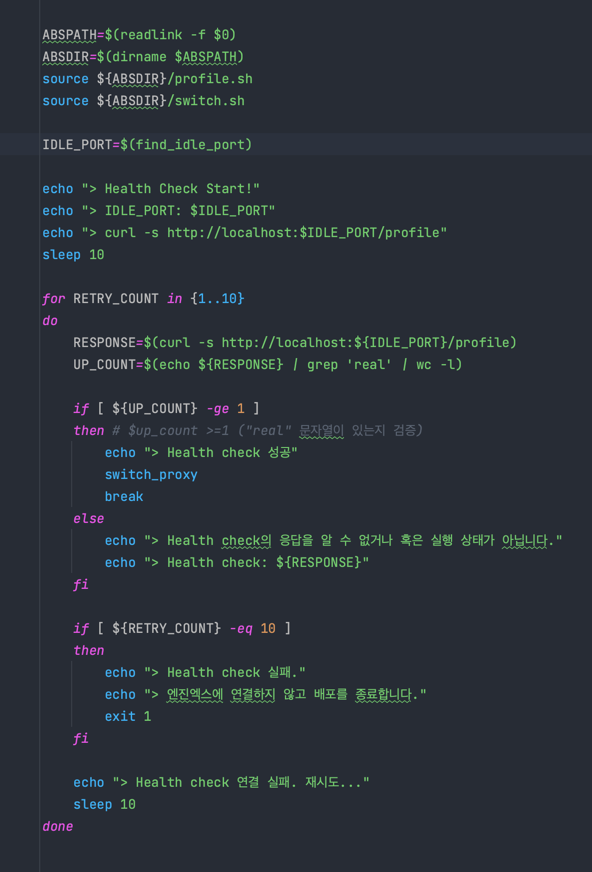 ABSPATH=$(readlink -f $0)
ABSDIR=$(dirname $ABSPATH)
source ${ABSDIR}/profile.sh
source ${ABSDIR}/switch.sh
IDLE_PORT=$(find_idle_port)
echo "> Health Check Start!"
echo "> IDLE_PORT: $IDLE_PORT"
echo "> curl -s http://localhost:$IDLE_PORT/profile"
sleep 10
for RETRY_COUNT in {1..10}
do
RESPONSE=$(curl -s http://localhost:${IDLE_PORT}/profile)
UP_COUNT=$(echo ${RESPONSE} | grep 'real' | wc -l)
if [ ${UP_COUNT} -ge 1 ]
then # $up_count >=1 ("real" 문자열이 있는지 검증)
echo "> Health check 성공"
switch_proxy
break
else
echo "> Health check의 응답을 알 수 없거나 혹은 실행 상태가 아닙니다."
echo "> Health check: ${RESPONSE}"
fi
if [ ${RETRY_COUNT} -eq 10 ]
then
echo "> Health check 실패."
echo "> 엔진엑스에 연결하지 않고 배포를 종료합니다."
exit 1
fi
echo "> Health check 연결 실패. 재시도..."
sleep 10
done